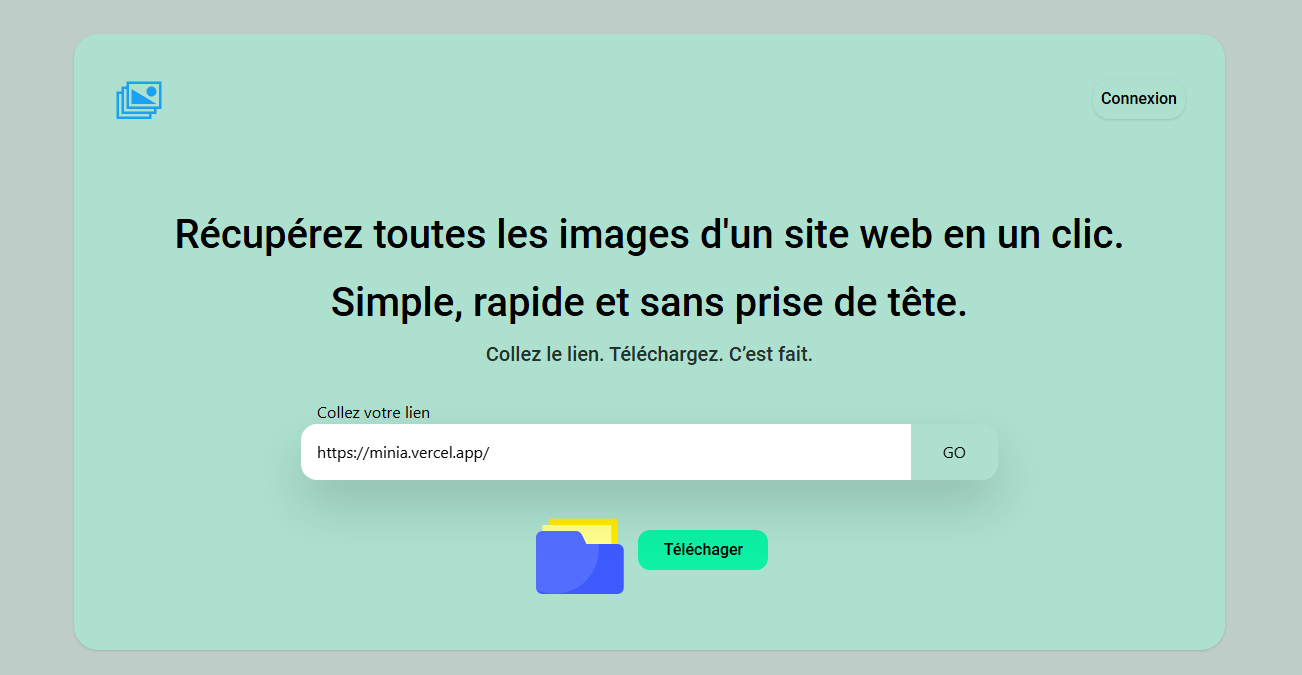 Connexion
Récupérez toutes les images d'un site web en un clic.
Simple, rapide et sans prise de tête.
Collez le lien. Téléchargez. C’est fait.
Collez votre lien
https://minia.vercel.app/
GO
Téléchager